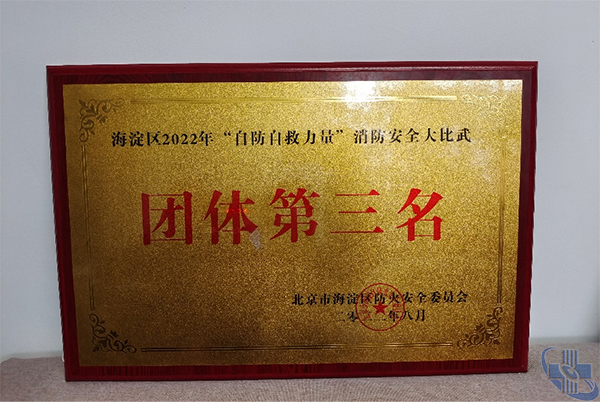 海淀区2022年“自防自救力量”消防安全大比武
团体第三名
北京市海淀区防火安全委员会
二零二二年八月